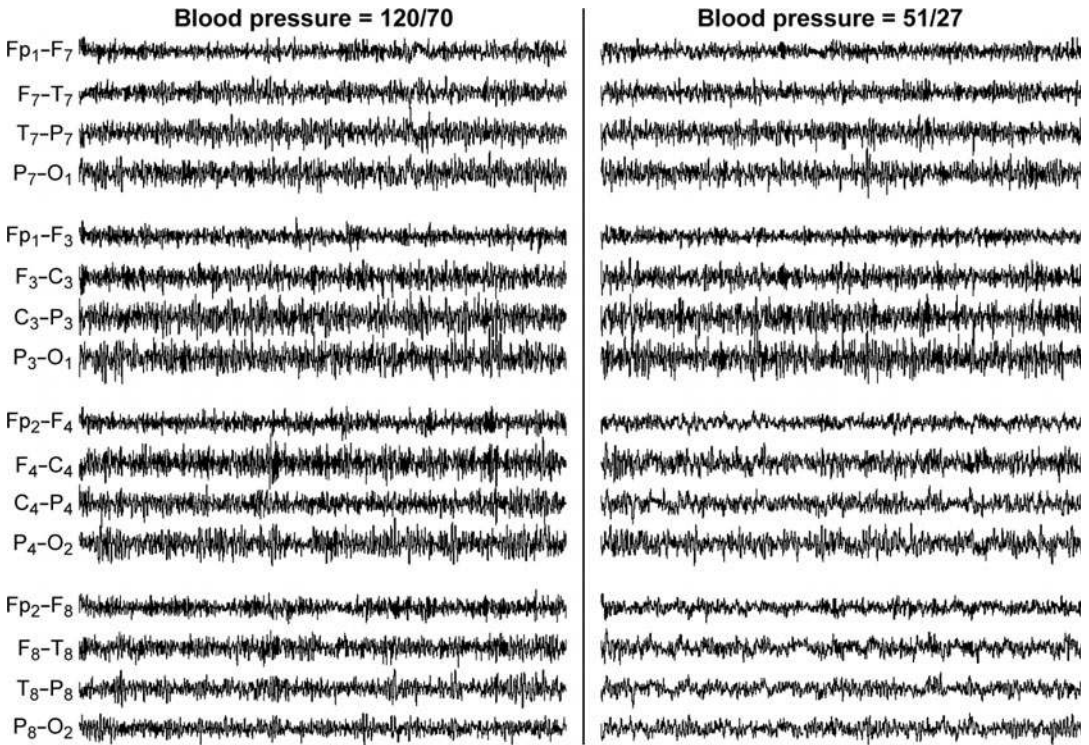 Blood pressure = 120/70 Blood pressure = 51/27
Fp₁–F₇
F₇–T₇
T₇–P₇
P₇–O₁
Fp₁–F₃
F₃–C₃
C₃–P₃
P₃–O₁
Fp₂–F₄
F₄–C₄
C₄–P₄
P₄–O₂
Fp₂–F₈
F₈–T₈
T₈–P₈
P₈–O₂